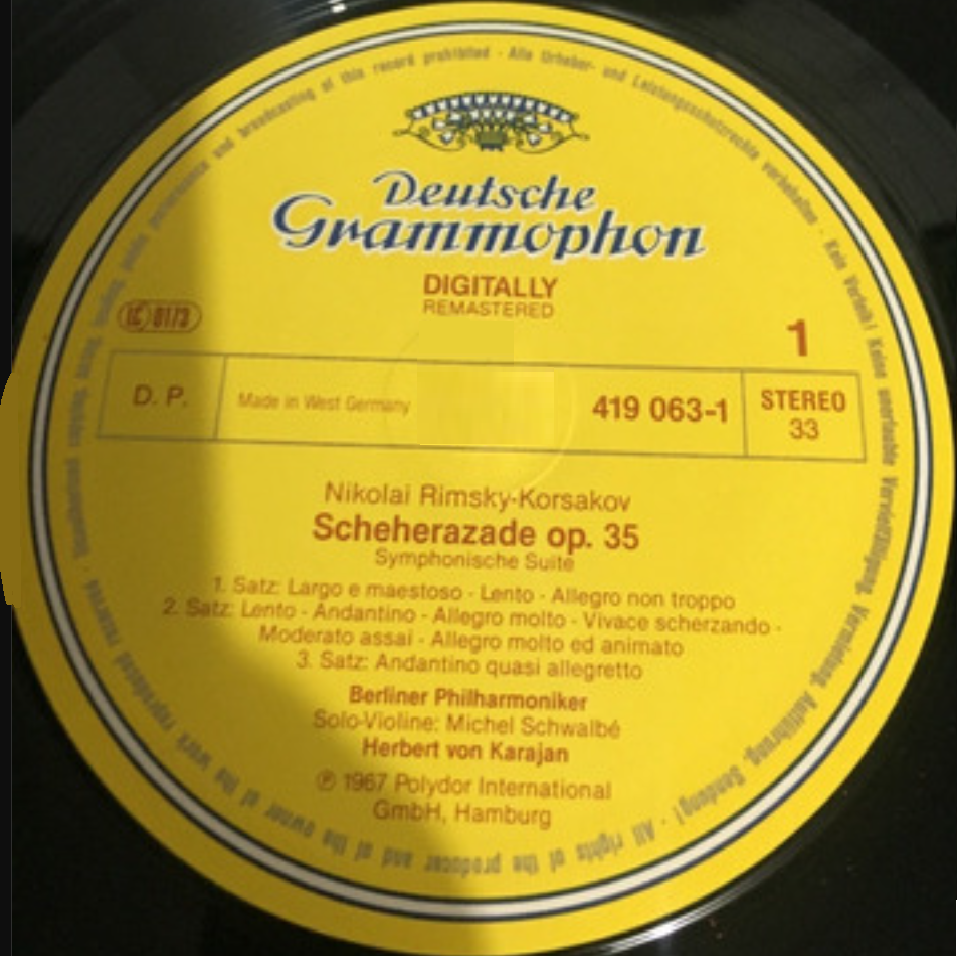 Deutsche
Grammophon
DIGITALLY
REMASTERED
LC 0173
1
D. P.
Made in West Germany
419 063-1
STEREO
33
Nikolai Rimsky-Korsakov
Scheherazade op. 35
Symphonische Suite
1. Satz: Largo e maestoso - Lento - Allegro non troppo
2. Satz: Lento - Andantino - Allegro molto - Vivace scherzando -
Moderato assai - Allegro molto ed animato
3. Satz: Andantino quasi allegretto
Berliner Philharmoniker
Solo-Violine: Michel Schwalbé
Herbert von Karajan
℗ 1967 Polydor International
GmbH, Hamburg
Alle Urheber- und Leistungsschutzrechte vorbehalten · Kein Verleih! Keine unerlaubte Vervielfältigung, Vermietung, Aufführung, Sendung! · All rights of the producer and of the owner of the work reproduced reserved · and broadcasting of this record prohibited ·